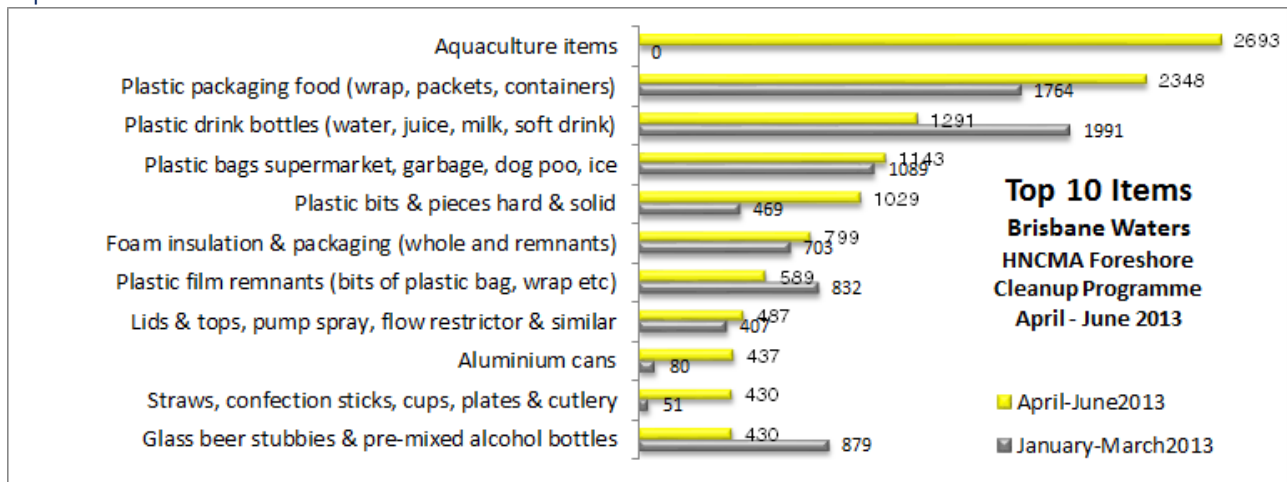 Aquaculture items
2693
0
Plastic packaging food (wrap, packets, containers)
2348
1764
Plastic drink bottles (water, juice, milk, soft drink)
1291
1991
Plastic bags supermarket, garbage, dog poo, ice
1143
1089
Plastic bits & pieces hard & solid
1029
469
Foam insulation & packaging (whole and remnants)
799
703
Plastic film remnants (bits of plastic bag, wrap etc)
589
832
Lids & tops, pump spray, flow restrictor & similar
487
407
Aluminium cans
437
80
Straws, confection sticks, cups, plates & cutlery
430
51
Glass beer stubbies & pre-mixed alcohol bottles
430
879
Top 10 Items
Brisbane Waters
HNCMA Foreshore
Cleanup Programme
April - June 2013
April-June2013
January-March2013